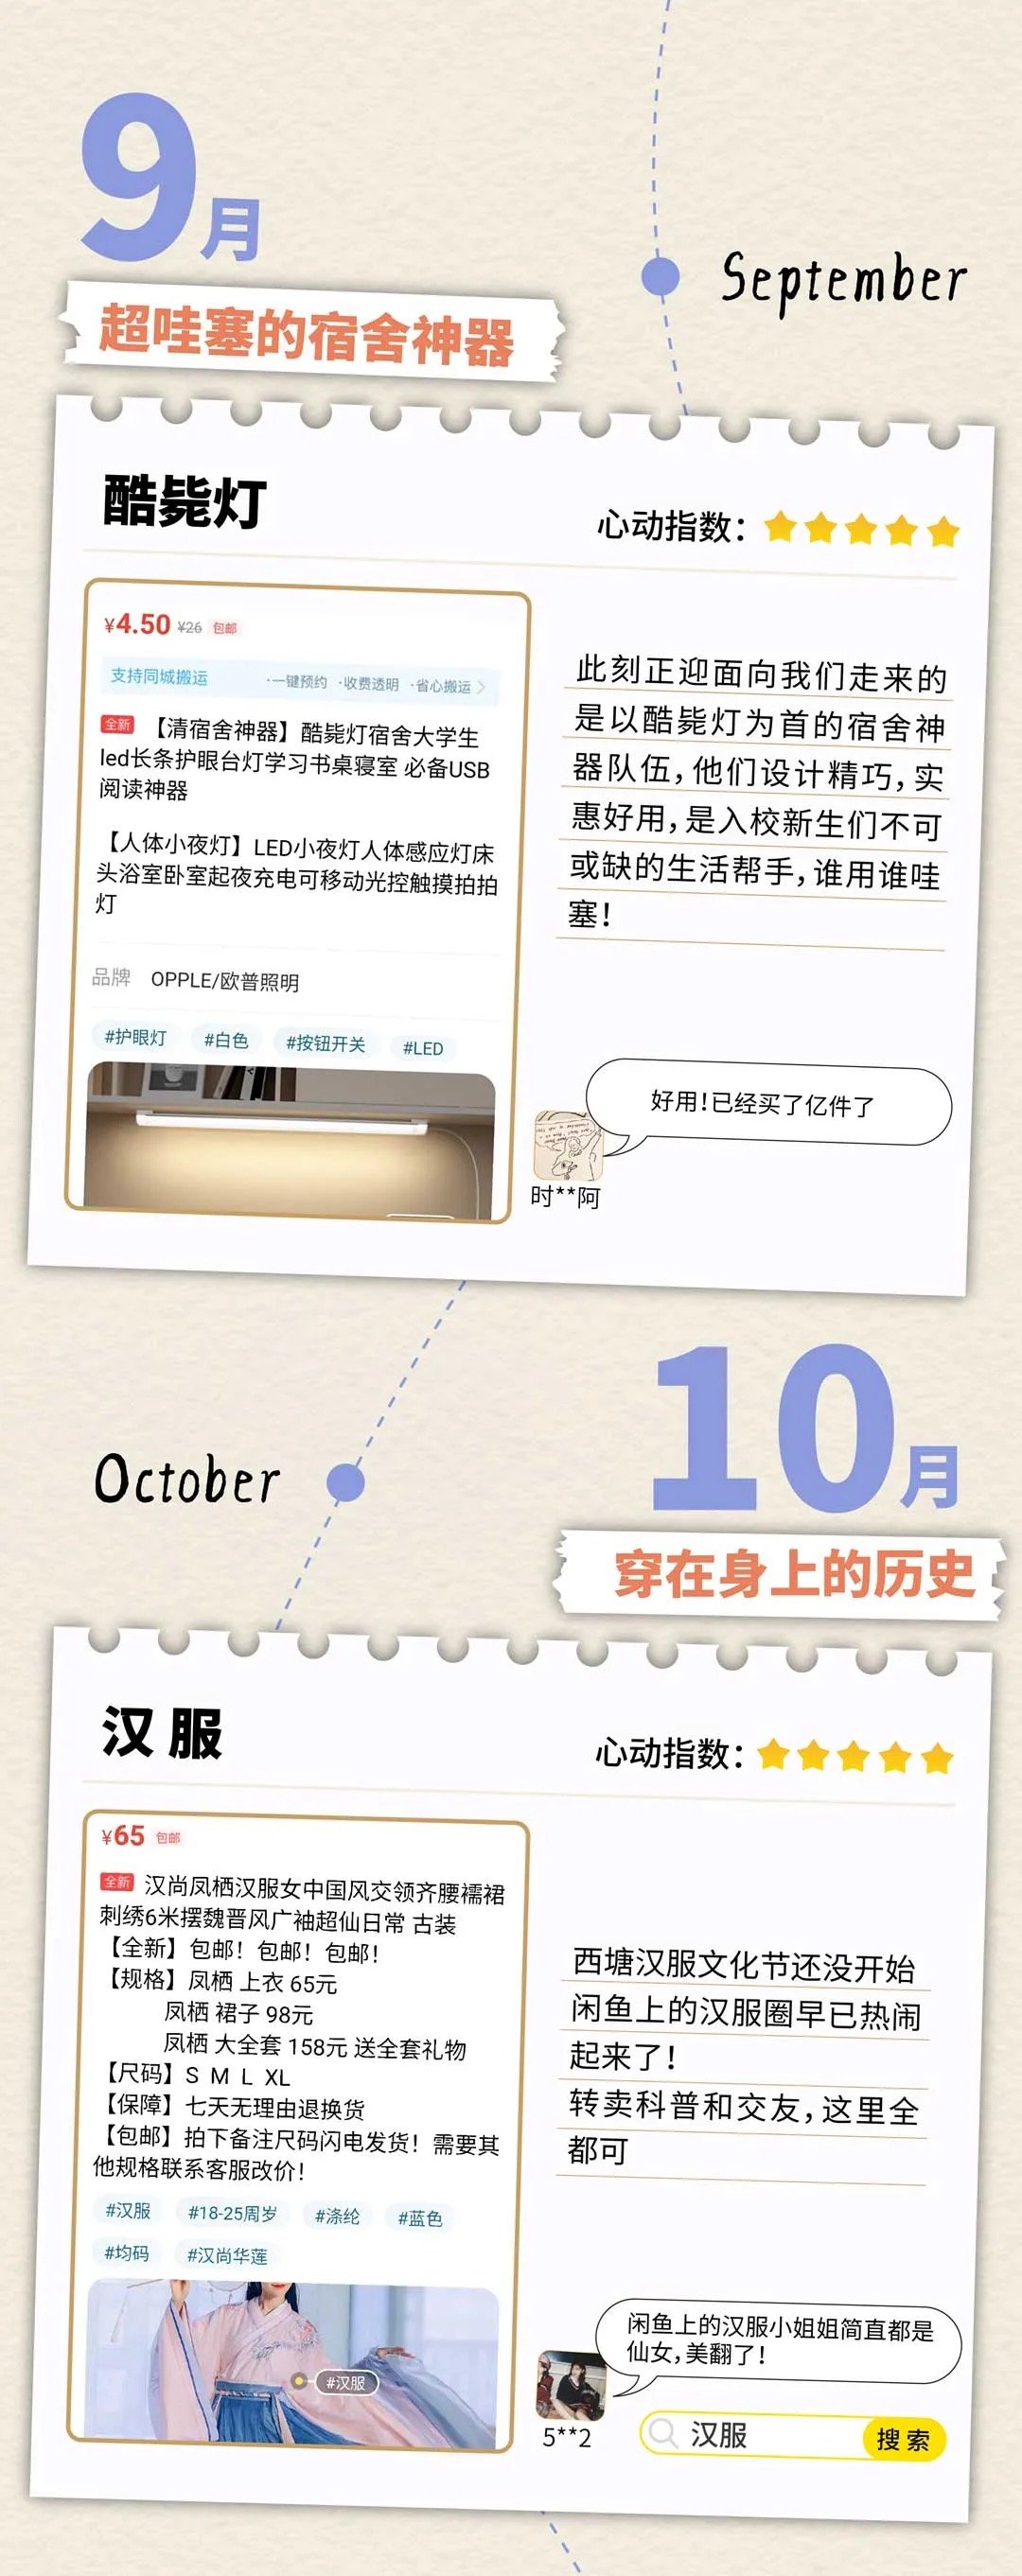 9月
September
超哇塞的宿舍神器
酷毙灯
心动指数：
¥4.50 ¥26 包邮
支持同城搬运 ·一键预约 ·收费透明 ·省心搬运
全新 【清宿舍神器】酷毙灯宿舍大学生
led长条护眼台灯学习书桌寝室 必备USB
阅读神器
【人体小夜灯】LED小夜灯人体感应灯床
头浴室卧室起夜充电可移动光控触摸拍拍
灯
品牌 OPPLE/欧普照明
#护眼灯 #白色 #按钮开关 #LED
此刻正迎面向我们走来的
是以酷毙灯为首的宿舍神
器队伍，他们设计精巧，实
惠好用，是入校新生们不可
或缺的生活帮手，谁用谁哇
塞！
好用！已经买了亿件了
时**阿
10月
October
穿在身上的历史
汉服
心动指数：
¥65 包邮
全新 汉尚凤栖汉服女中国风交领齐腰襦裙
刺绣6米摆魏晋风广袖超仙日常 古装
【全新】包邮！包邮！包邮！
【规格】凤栖 上衣 65元
凤栖 裙子 98元
凤栖 大全套 158元 送全套礼物
【尺码】S M L XL
【保障】七天无理由退换货
【包邮】拍下备注尺码闪电发货！需要其
他规格联系客服改价！
#汉服 #18-25周岁 #涤纶 #蓝色
#均码 #汉尚华莲
#汉服
西塘汉服文化节还没开始
闲鱼上的汉服圈早已热闹
起来了！
转卖科普和交友，这里全
都可
闲鱼上的汉服小姐姐简直都是
仙女，美翻了！
5**2
汉服 搜索